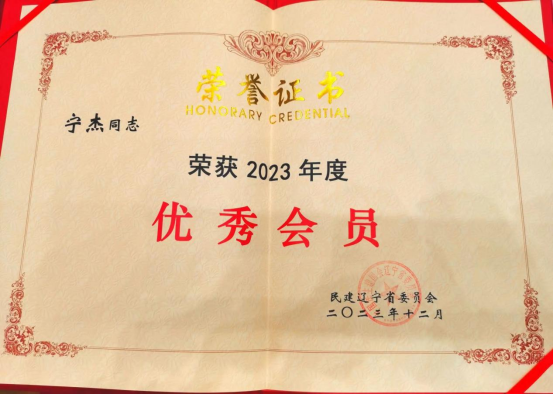 荣誉证书
HONORARY CREDENTIAL
宁杰同志
荣获 2023 年度
优秀会员
民建辽宁省委员会
二〇二三年十二月